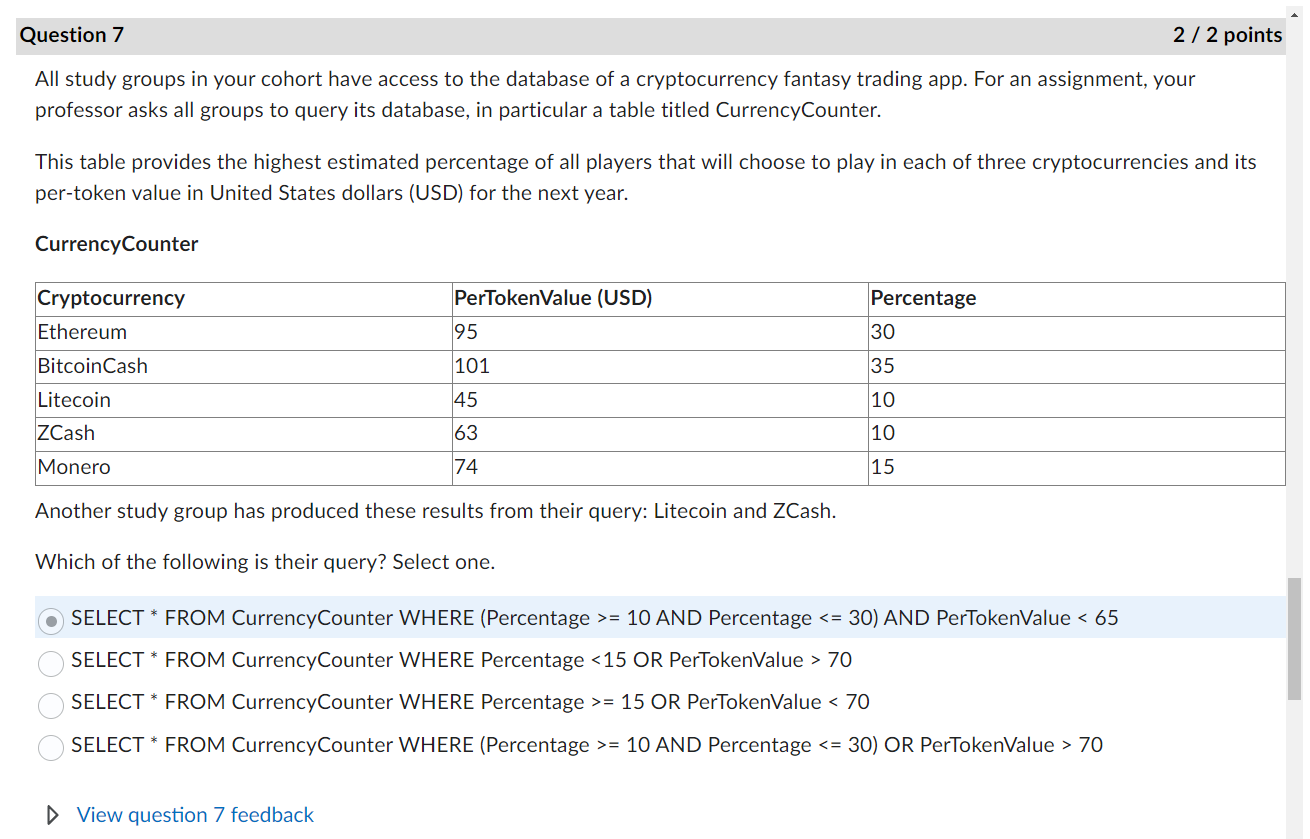 Question 7 2 / 2 points
All study groups in your cohort have access to the database of a cryptocurrency fantasy trading app. For an assignment, your
professor asks all groups to query its database, in particular a table titled CurrencyCounter.
This table provides the highest estimated percentage of all players that will choose to play in each of three cryptocurrencies and its
per-token value in United States dollars (USD) for the next year.
CurrencyCounter
Cryptocurrency PerTokenValue (USD) Percentage
Ethereum 95 30
BitcoinCash 101 35
Litecoin 45 10
ZCash 63 10
Monero 74 15
Another study group has produced these results from their query: Litecoin and ZCash.
Which of the following is their query? Select one.
SELECT * FROM CurrencyCounter WHERE (Percentage >= 10 AND Percentage <= 30) AND PerTokenValue < 65
SELECT * FROM CurrencyCounter WHERE Percentage <15 OR PerTokenValue > 70
SELECT * FROM CurrencyCounter WHERE Percentage >= 15 OR PerTokenValue < 70
SELECT * FROM CurrencyCounter WHERE (Percentage >= 10 AND Percentage <= 30) OR PerTokenValue > 70
View question 7 feedback